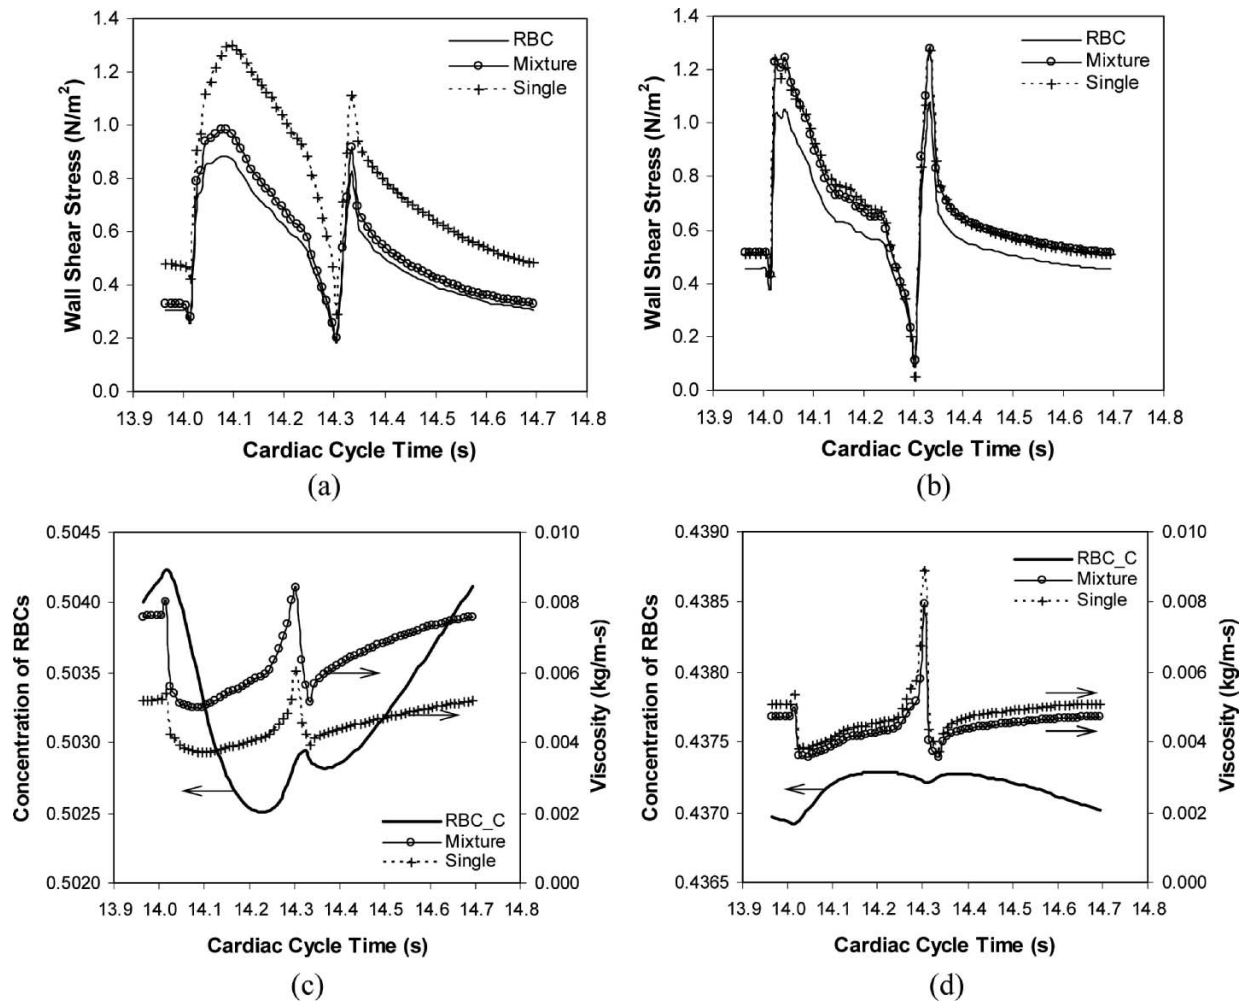 1.4
1.2
1.0
0.8
0.6
0.4
0.2
0.0
Wall Shear Stress (N/m²)
RBC
Mixture
Single
13.9 14.0 14.1 14.2 14.3 14.4 14.5 14.6 14.7 14.8
Cardiac Cycle Time (s)
(a)
1.4
1.2
1.0
0.8
0.6
0.4
0.2
0.0
Wall Shear Stress (N/m²)
RBC
Mixture
Single
13.9 14.0 14.1 14.2 14.3 14.4 14.5 14.6 14.7 14.8
Cardiac Cycle Time (s)
(b)
0.5045
0.5040
0.5035
0.5030
0.5025
0.5020
Concentration of RBCs
0.010
0.008
0.006
0.004
0.002
0.000
Viscosity (kg/m-s)
RBC_C
Mixture
Single
13.9 14.0 14.1 14.2 14.3 14.4 14.5 14.6 14.7 14.8
Cardiac Cycle Time (s)
(c)
0.4390
0.4385
0.4380
0.4375
0.4370
0.4365
Concentration of RBCs
0.010
0.008
0.006
0.004
0.002
0.000
Viscosity (kg/m-s)
RBC_C
Mixture
Single
13.9 14.0 14.1 14.2 14.3 14.4 14.5 14.6 14.7 14.8
Cardiac Cycle Time (s)
(d)